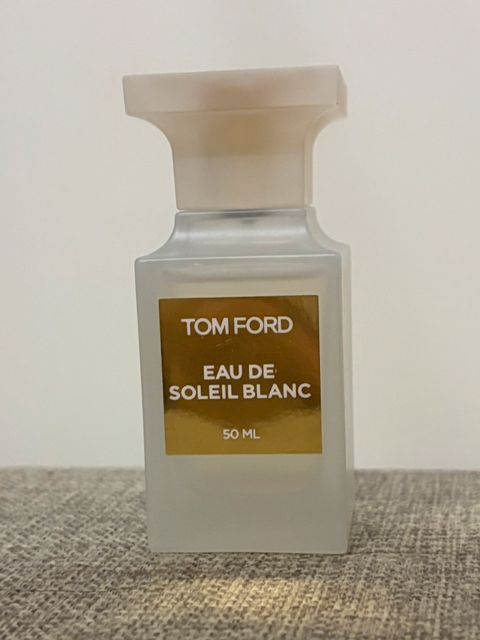 TOM FORD
EAU DE
SOLEIL BLANC
50 ML